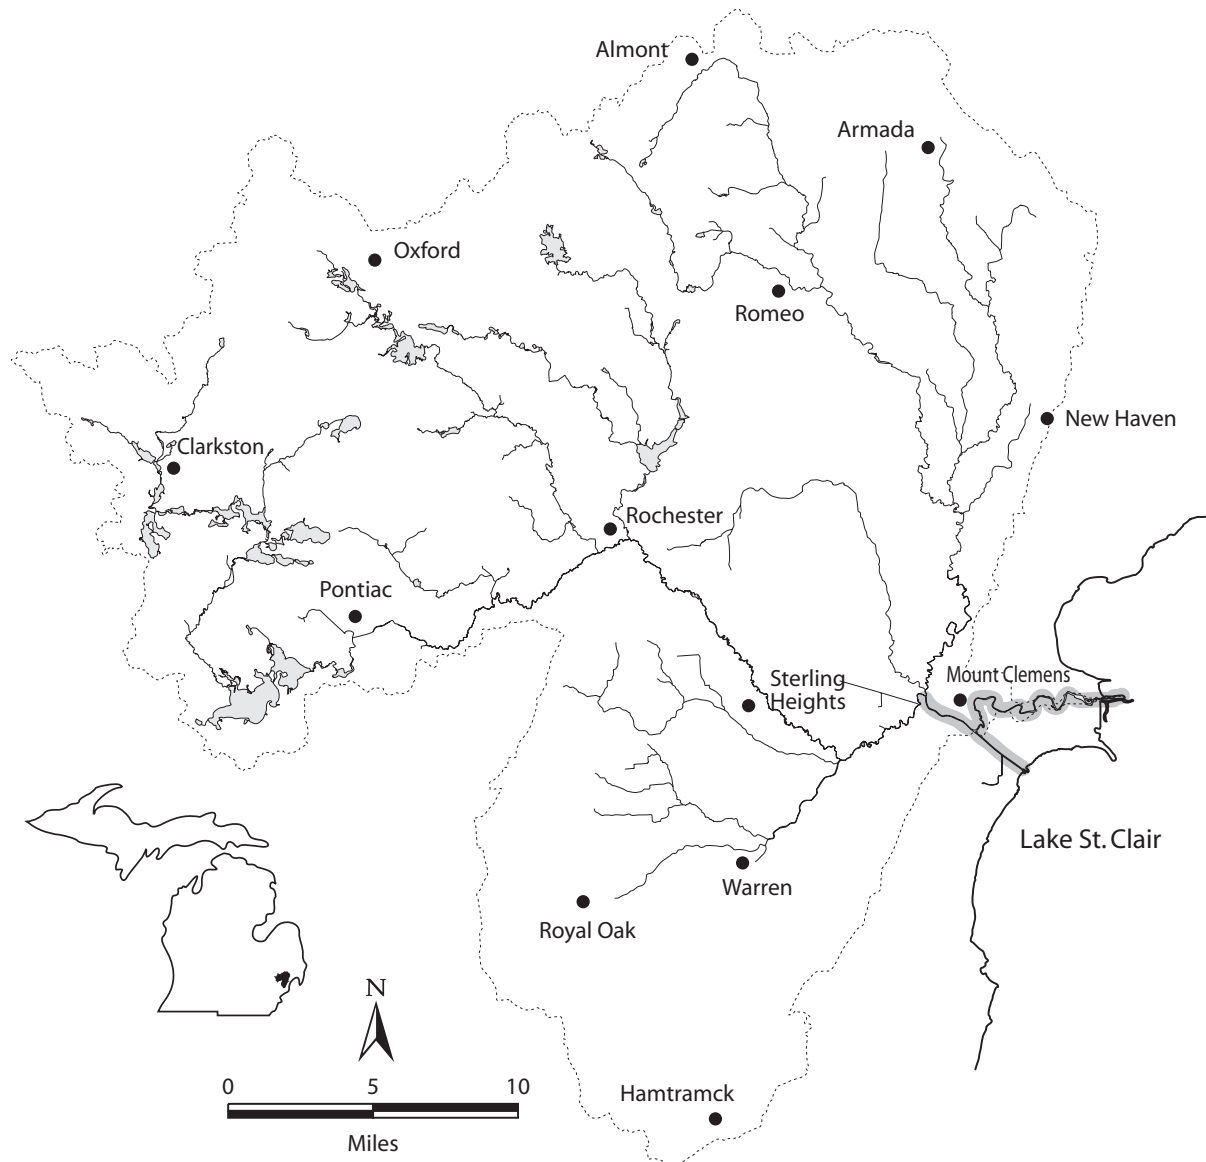 Almont
Armada
Oxford
Romeo
New Haven
Clarkston
Rochester
Pontiac
Mount Clemens
Sterling
Heights
Lake St. Clair
Warren
Royal Oak
N
0 5 10
Miles
Hamtramck